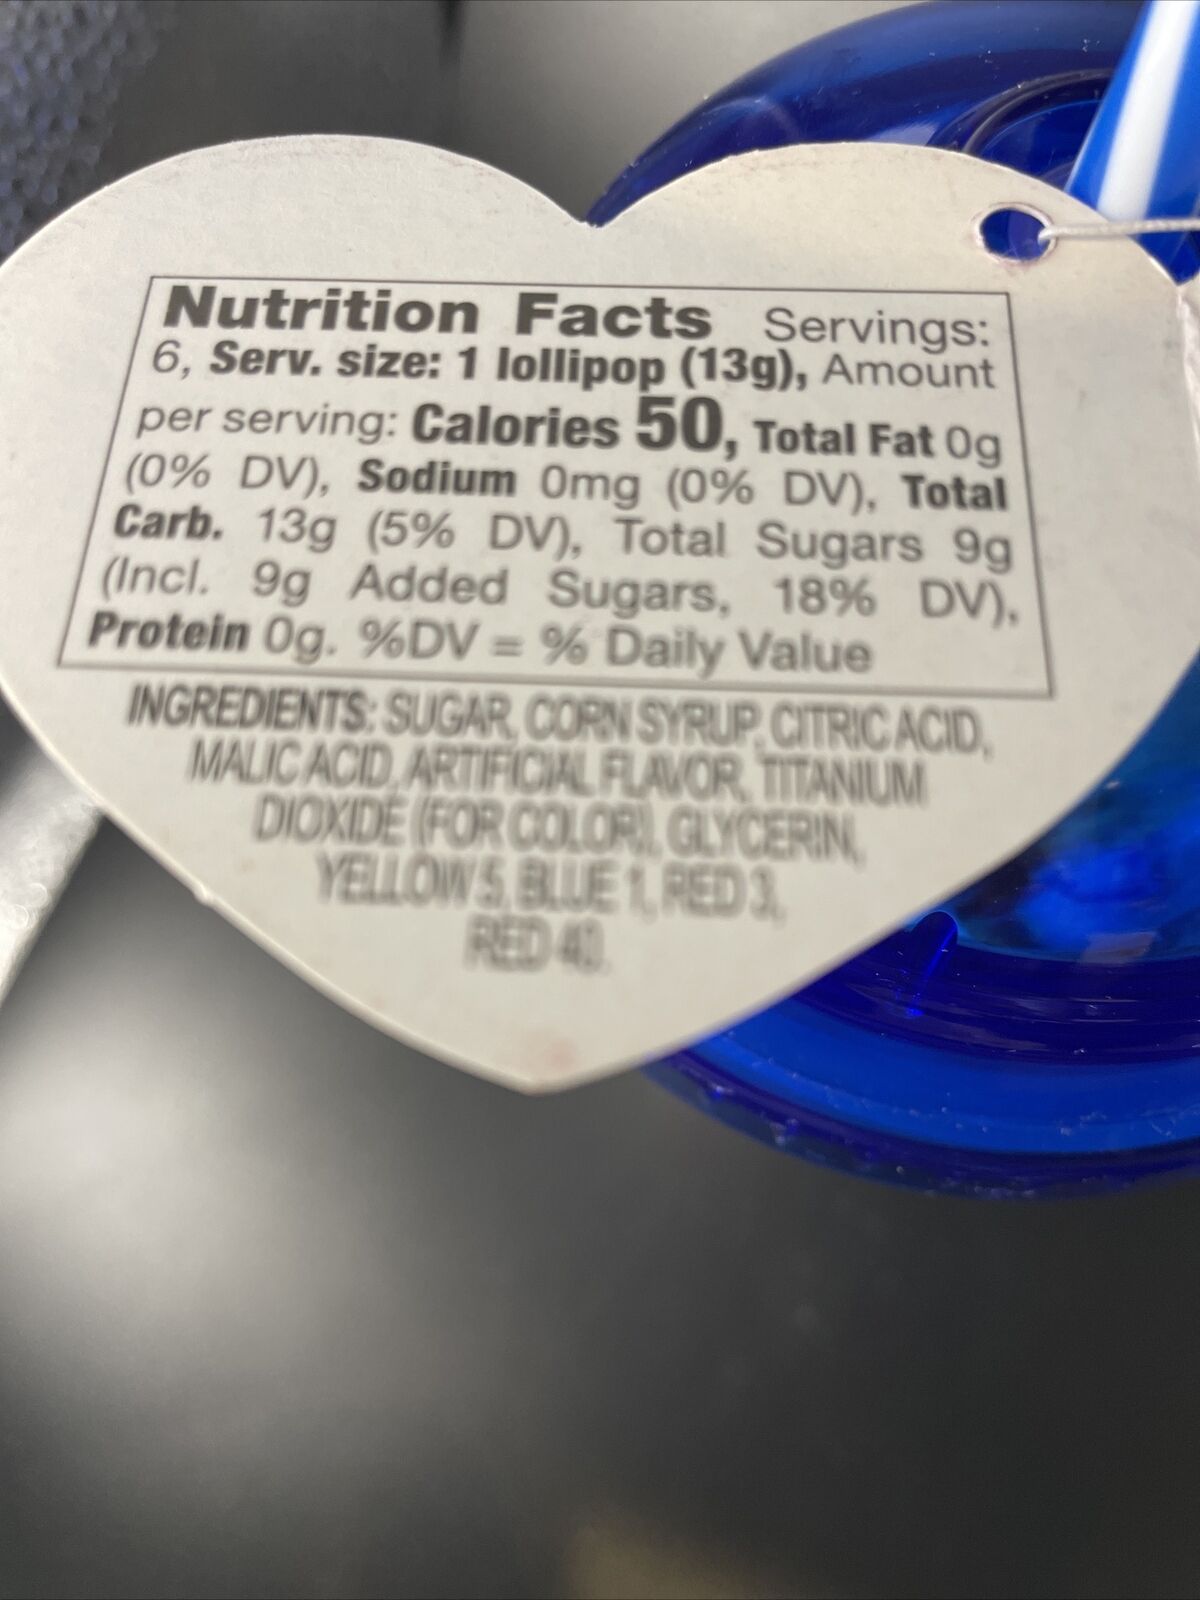 Nutrition Facts Servings:
6, Serv. size: 1 lollipop (13g), Amount
per serving: Calories 50, Total Fat 0g
(0% DV), Sodium 0mg (0% DV), Total
Carb. 13g (5% DV), Total Sugars 9g
(Incl. 9g Added Sugars, 18% DV),
Protein 0g. %DV = % Daily Value
INGREDIENTS: SUGAR, CORN SYRUP, CITRIC ACID,
MALIC ACID, ARTIFICIAL FLAVOR, TITANIUM
DIOXIDE (FOR COLOR), GLYCERIN,
YELLOW 5, BLUE 1, RED 3,
RED 40.